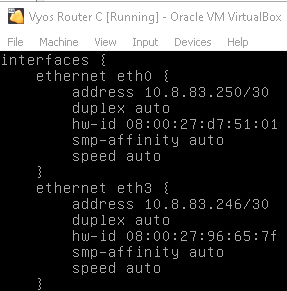 Vyos Router C [Running] - Oracle VM VirtualBox
File Machine View Input Devices Help
interfaces {
    ethernet eth0 {
        address 10.8.83.250/30
        duplex auto
        hw-id 08:00:27:d7:51:01
        smp-affinity auto
        speed auto
    }
    ethernet eth3 {
        address 10.8.83.246/30
        duplex auto
        hw-id 08:00:27:96:65:7f
        smp-affinity auto
        speed auto
    }